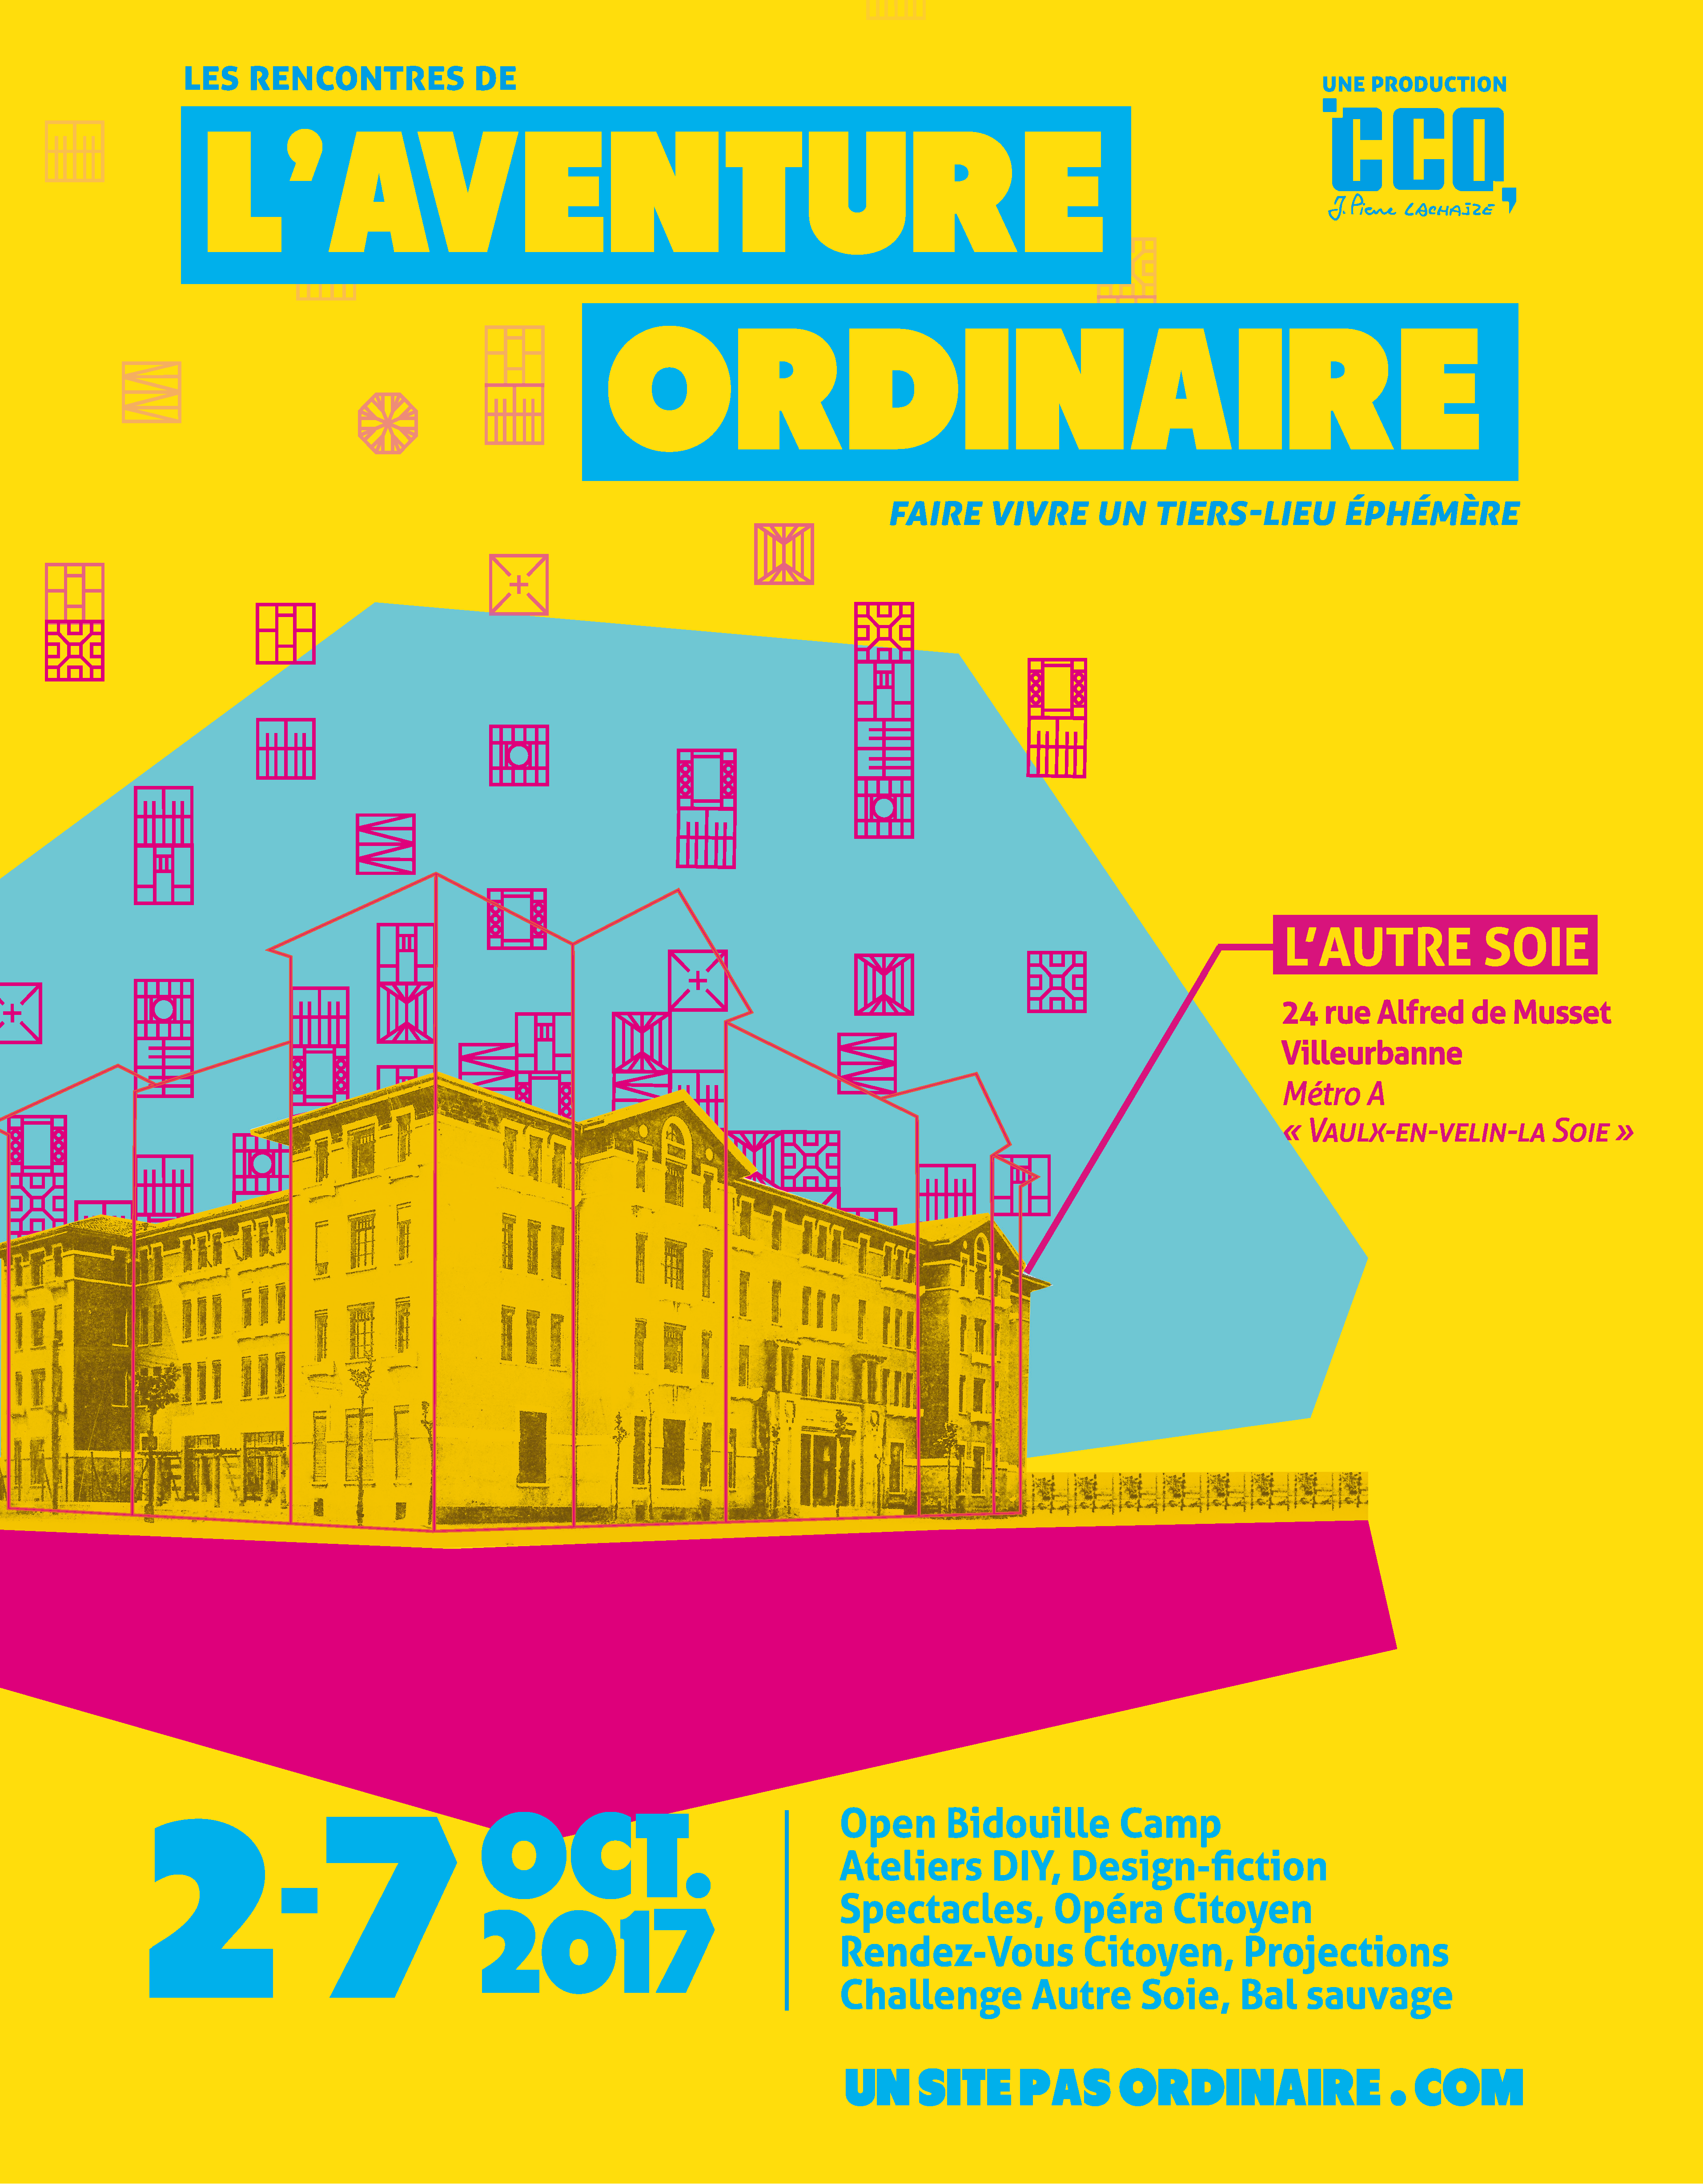 LES RENCONTRES DE
L'AVENTURE
ORDINAIRE
FAIRE VIVRE UN TIERS-LIEU ÉPHÉMÈRE
UNE PRODUCTION
CCO
J. Pierre LACHAIZE
L'AUTRE SOIE
24 rue Alfred de Musset
Villeurbanne
Métro A
« VAULX-EN-VELIN-LA SOIE »
2-7 OCT.
2017
Open Bidouille Camp
Ateliers DIY, Design-fiction
Spectacles, Opéra Citoyen
Rendez-Vous Citoyen, Projections
Challenge Autre Soie, Bal sauvage
UN SITE PAS ORDINAIRE . COM